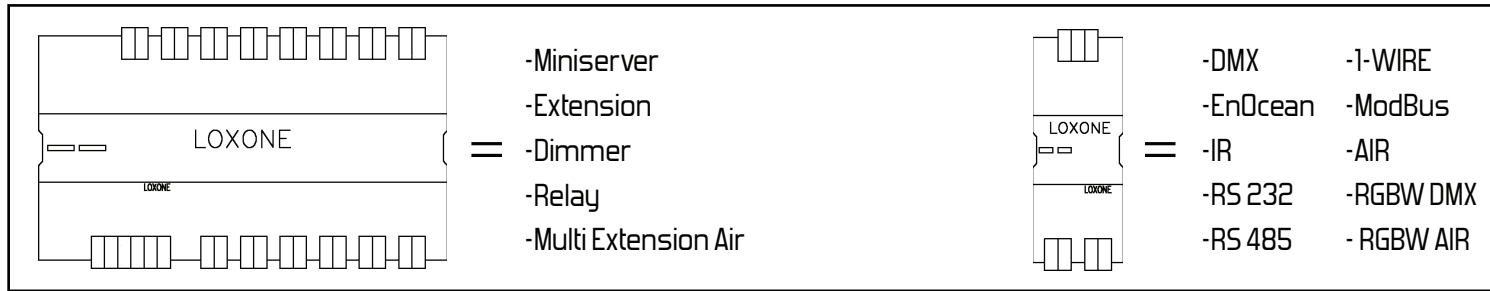 LOXONE
LOXONE
-Miniserver
-Extension
-Dimmer
-Relay
-Multi Extension Air
LOXONE
LOXONE
-DMX
-EnOcean
-IR
-RS 232
-RS 485
-1-WIRE
-ModBus
-AIR
-RGBW DMX
- RGBW AIR